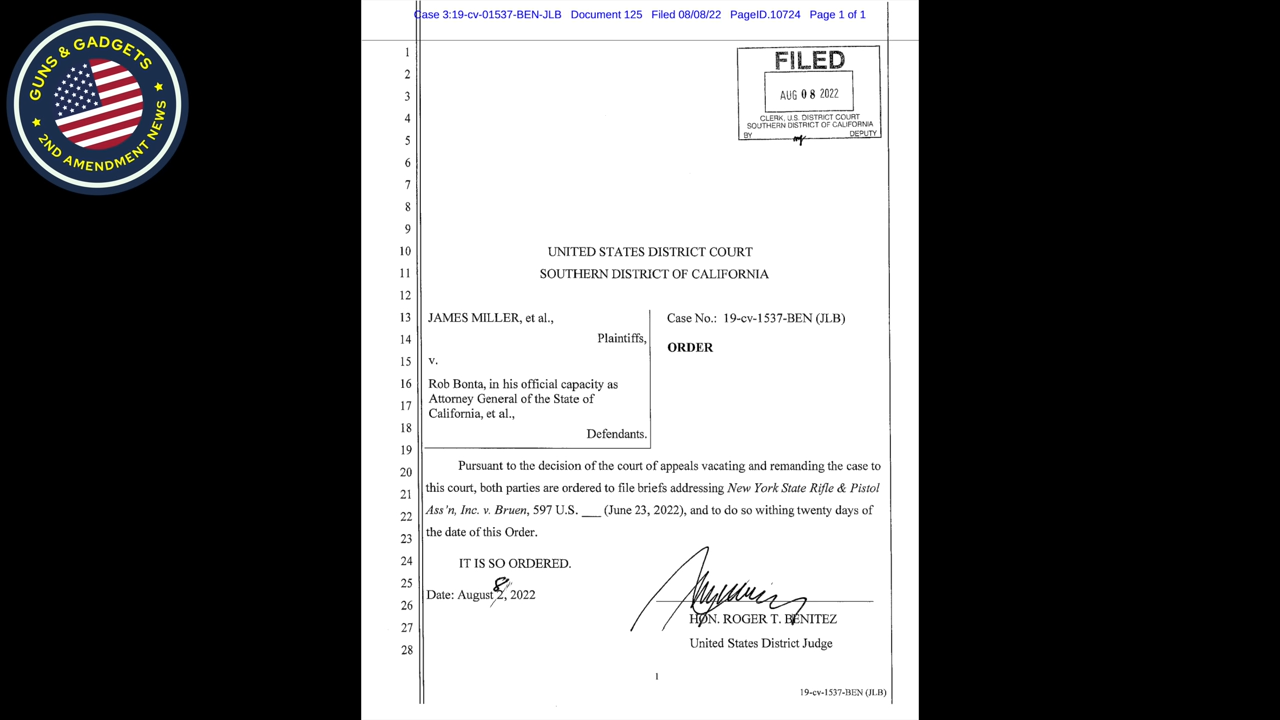 GUNS & GADGETS
2ND AMENDMENT NEWS
Case 3:19-cv-01537-BEN-JLB Document 125 Filed 08/08/22 PageID.10724 Page 1 of 1
FILED
AUG 08 2022
CLERK, U.S. DISTRICT COURT
SOUTHERN DISTRICT OF CALIFORNIA
BY DEPUTY
1
2
3
4
5
6
7
8
9
10 UNITED STATES DISTRICT COURT
11 SOUTHERN DISTRICT OF CALIFORNIA
12
13 JAMES MILLER, et al., Case No.: 19-cv-1537-BEN (JLB)
14 Plaintiffs,
ORDER
15 v.
16 Rob Bonta, in his official capacity as
17 Attorney General of the State of
California, et al.,
18 Defendants.
19
20 Pursuant to the decision of the court of appeals vacating and remanding the case to
21 this court, both parties are ordered to file briefs addressing New York State Rifle & Pistol
22 Ass'n, Inc. v. Bruen, 597 U.S. ___ (June 23, 2022), and to do so withing twenty days of
23 the date of this Order.
24 IT IS SO ORDERED.
25 Date: August 8, 2022
26
27 HON. ROGER T. BENITEZ
28 United States District Judge
1
19-cv-1537-BEN (JLB)